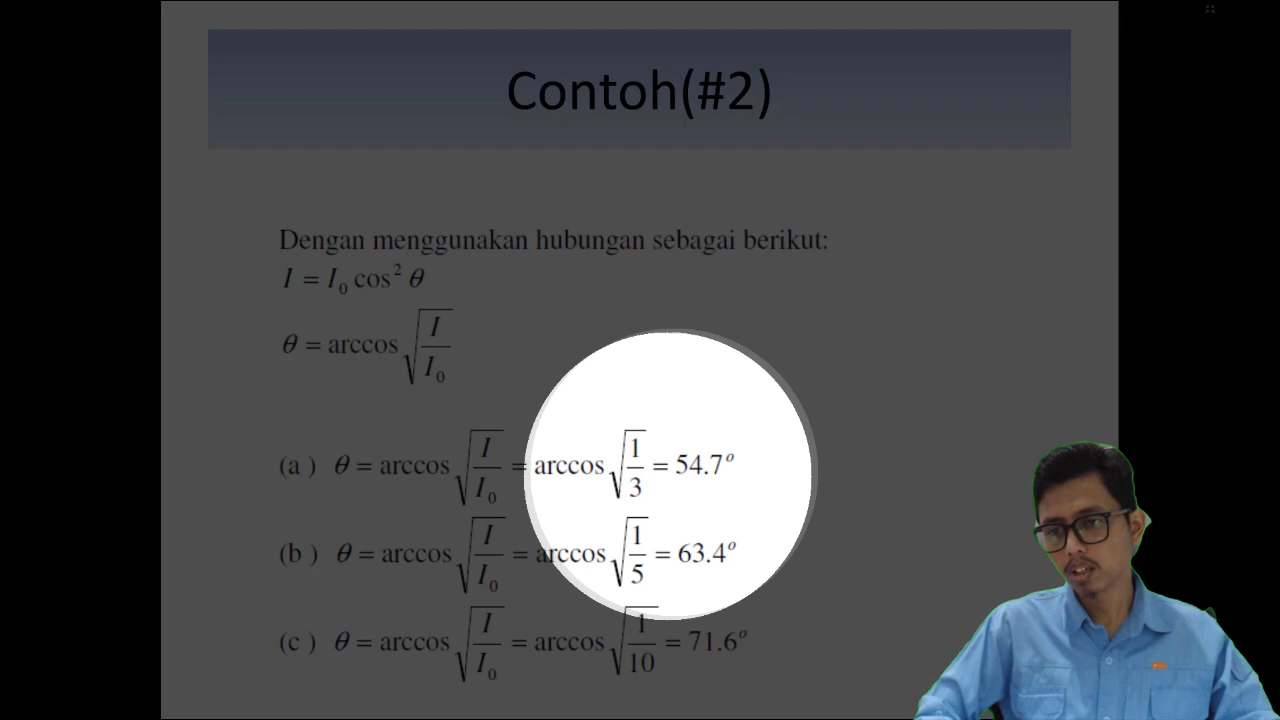 Contoh(#2)
Dengan menggunakan hubungan sebagai berikut:
I = I₀ cos² θ
θ = arccos √(I/I₀)
(a ) θ = arccos √(I/I₀) = arccos √(1/3) = 54.7°
(b ) θ = arccos √(I/I₀) = arccos √(1/5) = 63.4°
(c ) θ = arccos √(I/I₀) = arccos √(1/10) = 71.6°